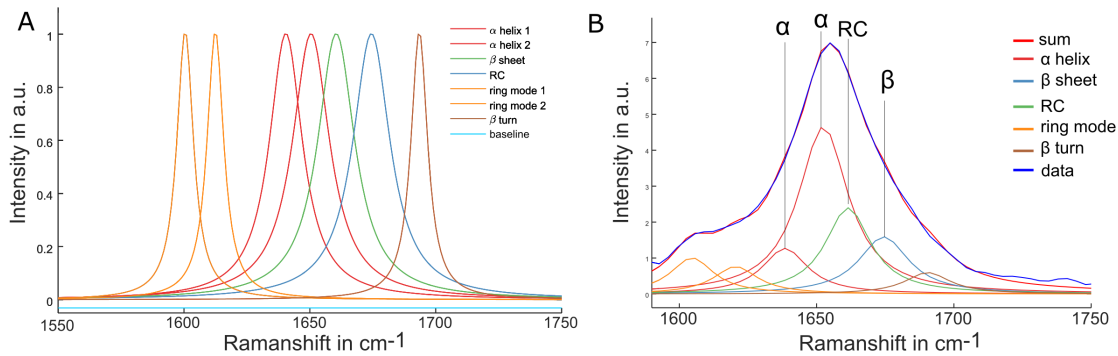 A
1
0.8
0.6
0.4
0.2
0
Intensity in a.u.
1550
1600
1650
1700
1750
Ramanshift in cm-1
α helix 1
α helix 2
β sheet
RC
ring mode 1
ring mode 2
β turn
baseline
B
α
α
RC
β
7
6
5
4
3
2
1
0
Intensity in a.u.
1600
1650
1700
1750
Ramanshift in cm-1
sum
α helix
β sheet
RC
ring mode
β turn
data